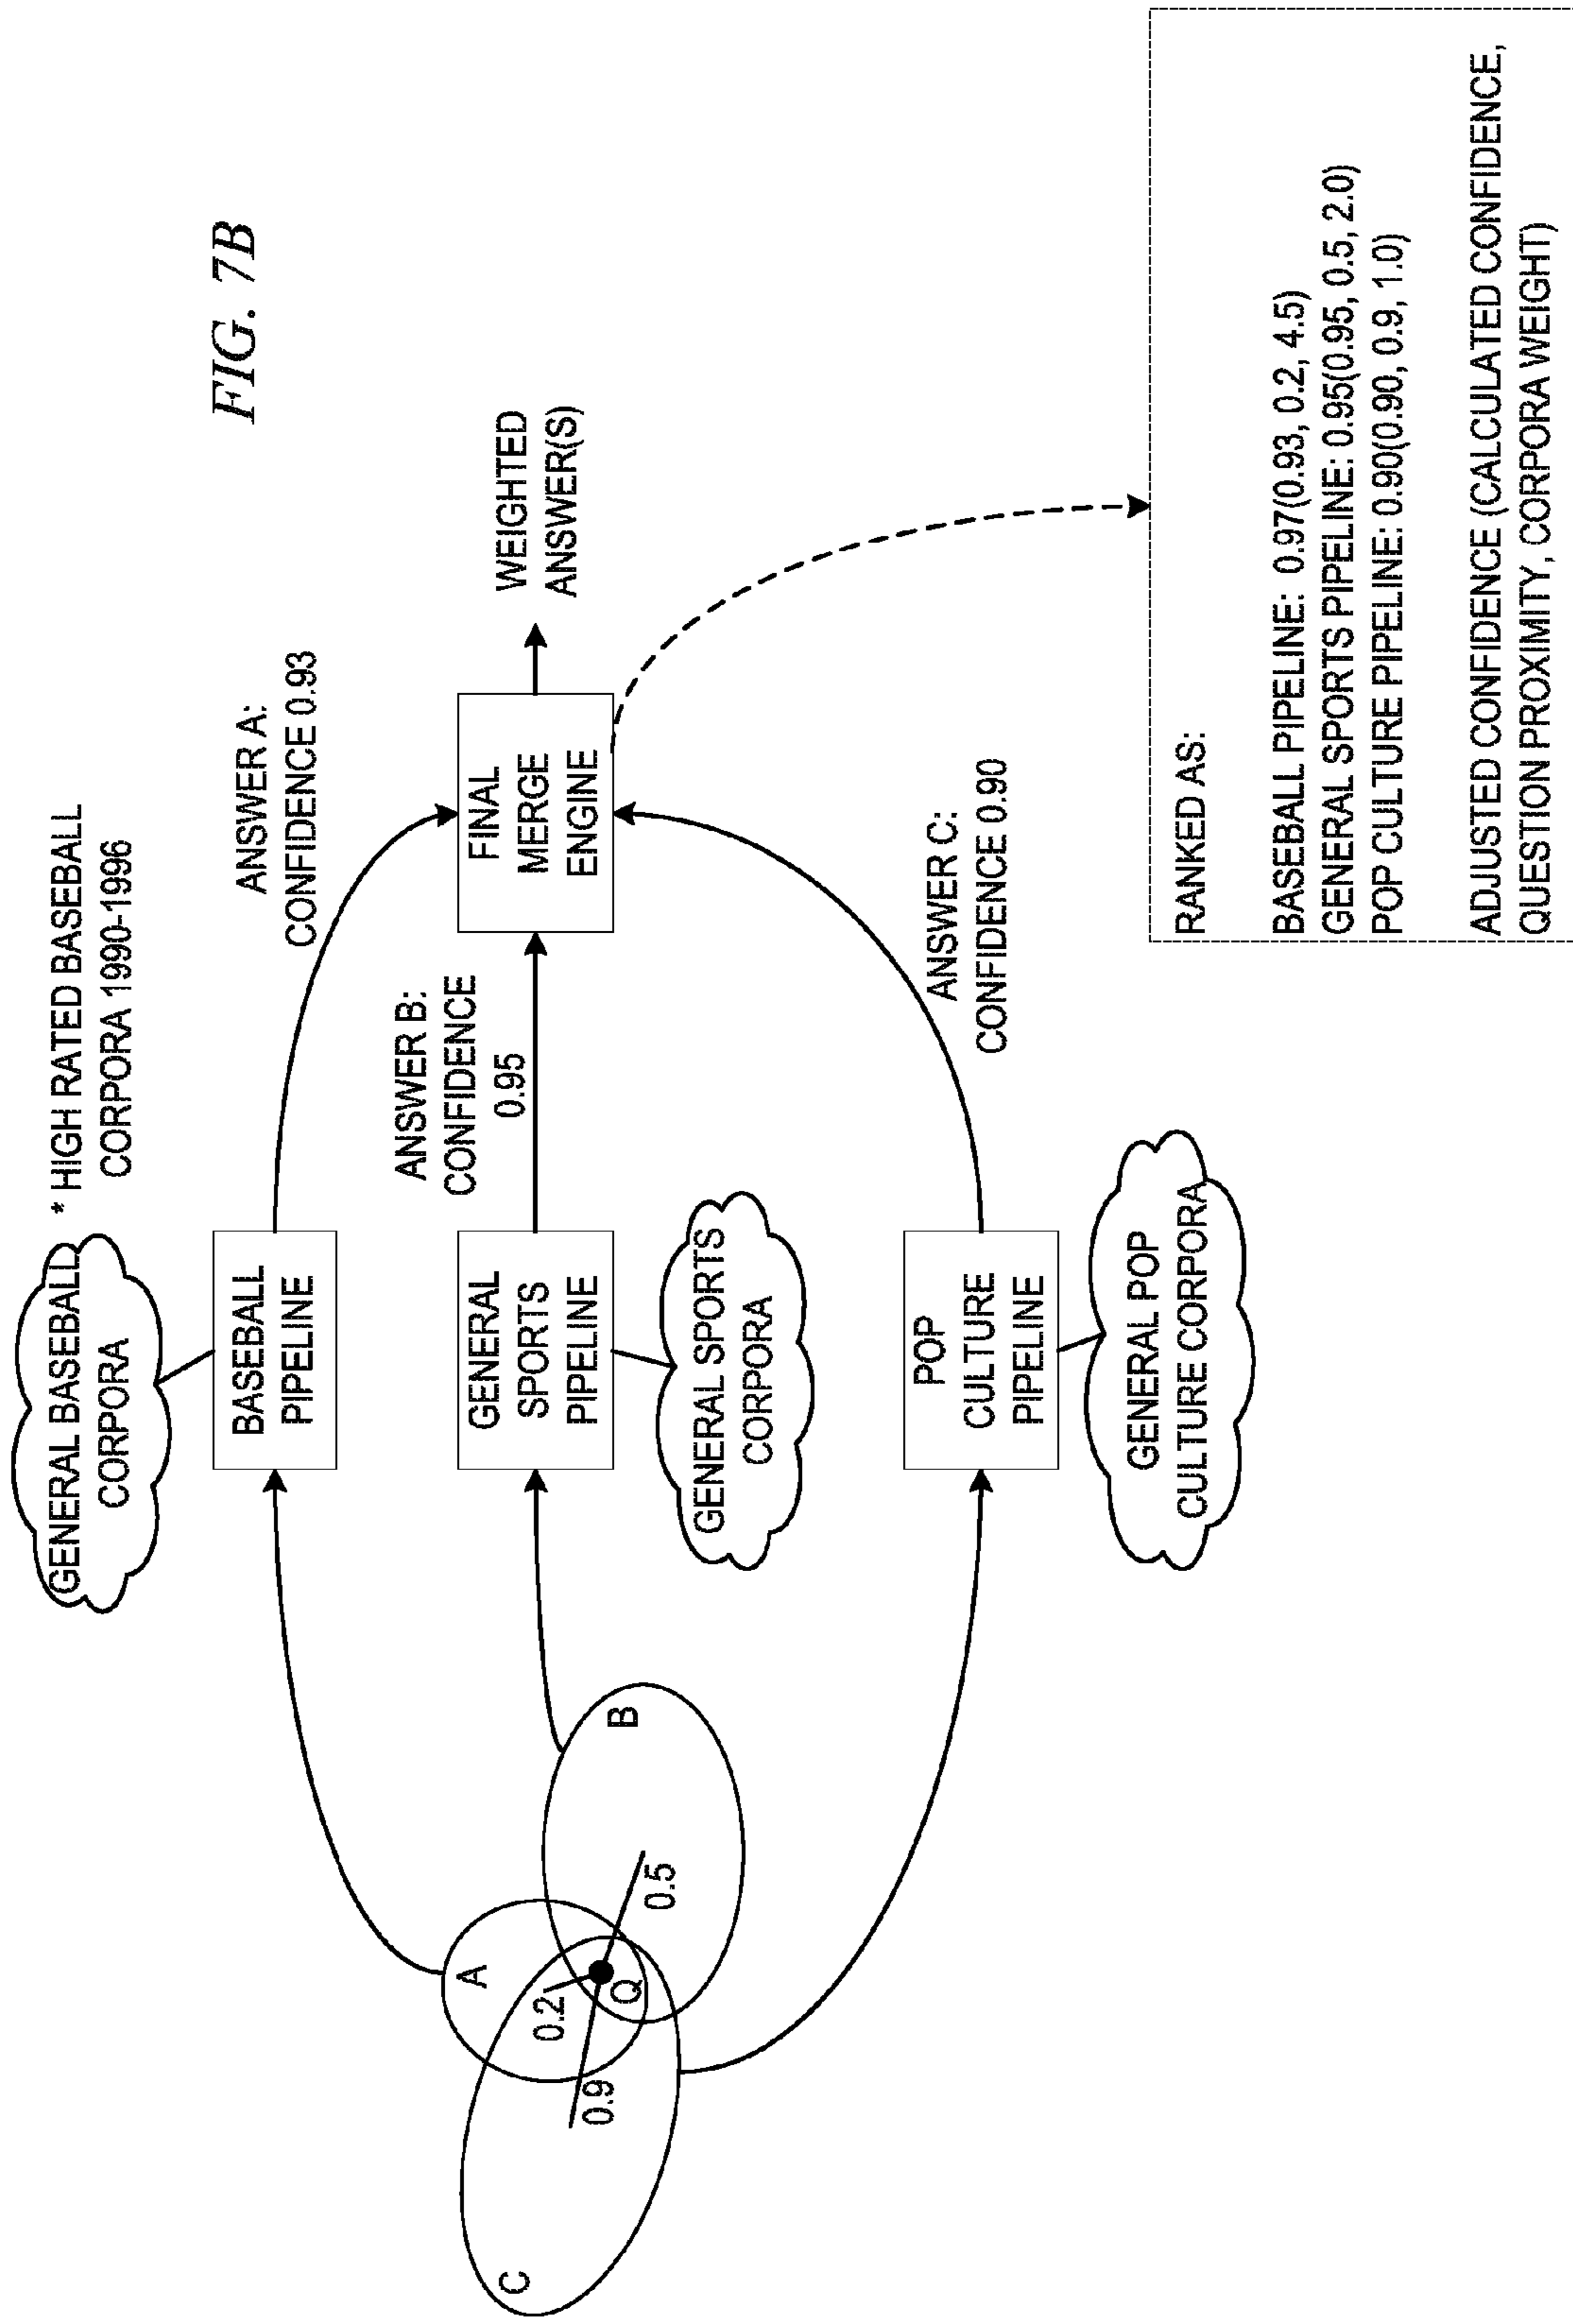 FIG. 7B
GENERAL BASEBALL
CORPORA
* HIGH RATED BASEBALL
CORPORA 1990-1996
BASEBALL
PIPELINE
ANSWER A:
CONFIDENCE 0.93
C
A
B
0.2
0.9
Q
0.5
GENERAL
SPORTS
PIPELINE
ANSWER B:
CONFIDENCE
0.95
FINAL
MERGE
ENGINE
WEIGHTED
ANSWER(S)
GENERAL SPORTS
CORPORA
POP
CULTURE
PIPELINE
ANSWER C:
CONFIDENCE 0.90
GENERAL POP
CULTURE CORPORA
RANKED AS:
BASEBALL PIPELINE: 0.97(0.93, 0.2, 4.5)
GENERAL SPORTS PIPELINE: 0.95(0.95, 0.5, 2.0)
POP CULTURE PIPELINE: 0.90(0.90, 0.9, 1.0)
ADJUSTED CONFIDENCE (CALCULATED CONFIDENCE,
QUESTION PROXIMITY, CORPORA WEIGHT)